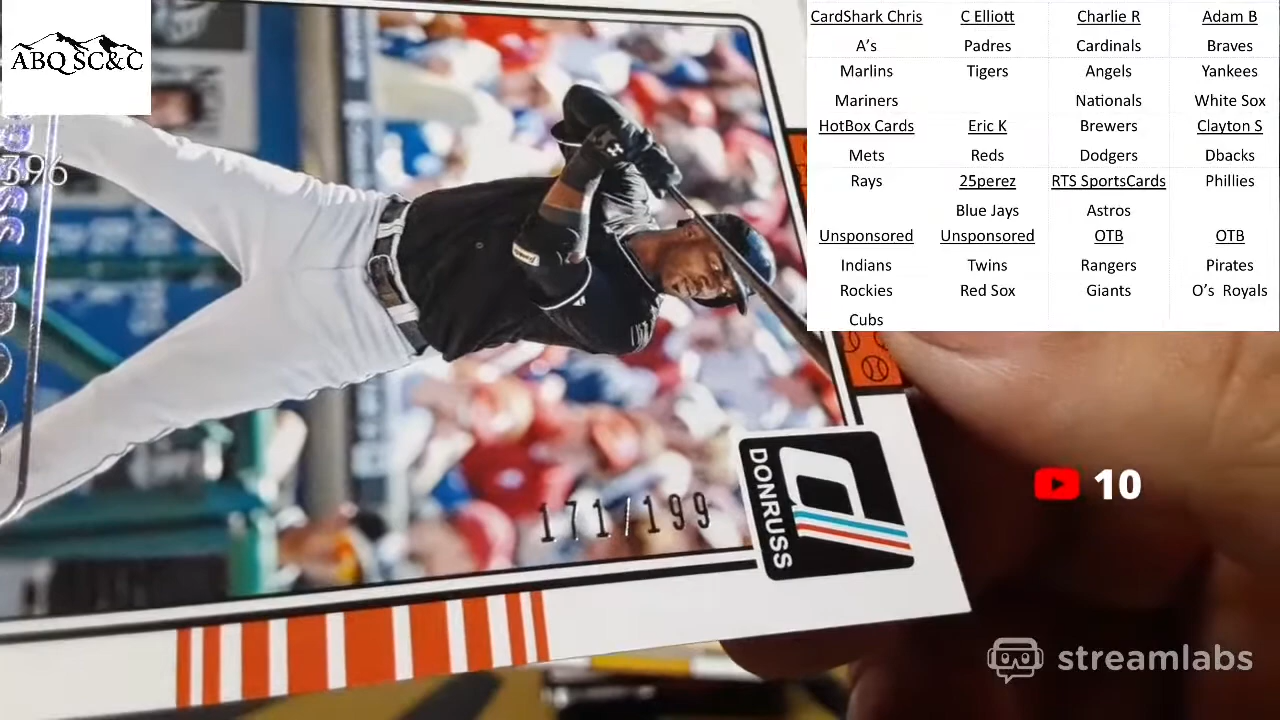 ABQ SC&C
396
CardShark Chris C Elliott Charlie R Adam B
A's Padres Cardinals Braves
Marlins Tigers Angels Yankees
Mariners Nationals White Sox
HotBox Cards Eric K Brewers Clayton S
Mets Reds Dodgers Dbacks
Rays 25perez RTS SportsCards Phillies
Blue Jays Astros
Unsponsored Unsponsored OTB OTB
Indians Twins Rangers Pirates
Rockies Red Sox Giants O's Royals
Cubs
171/199
DONRUSS
10
streamlabs